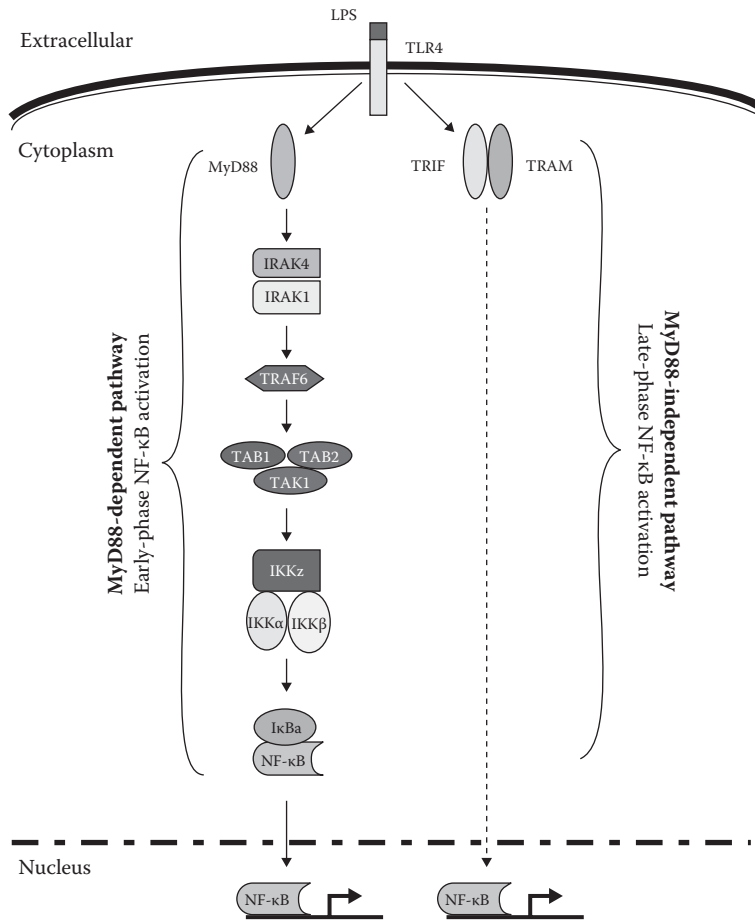 LPS
Extracellular
TLR4
Cytoplasm
MyD88
TRIF
TRAM
IRAK4
IRAK1
TRAF6
TAB1
TAB2
TAK1
IKKz
IKKα
IKKβ
IκBa
NF-κB
MyD88-dependent pathway
Early-phase NF-κB activation
MyD88-independent pathway
Late-phase NF-κB activation
Nucleus
NF-κB
NF-κB